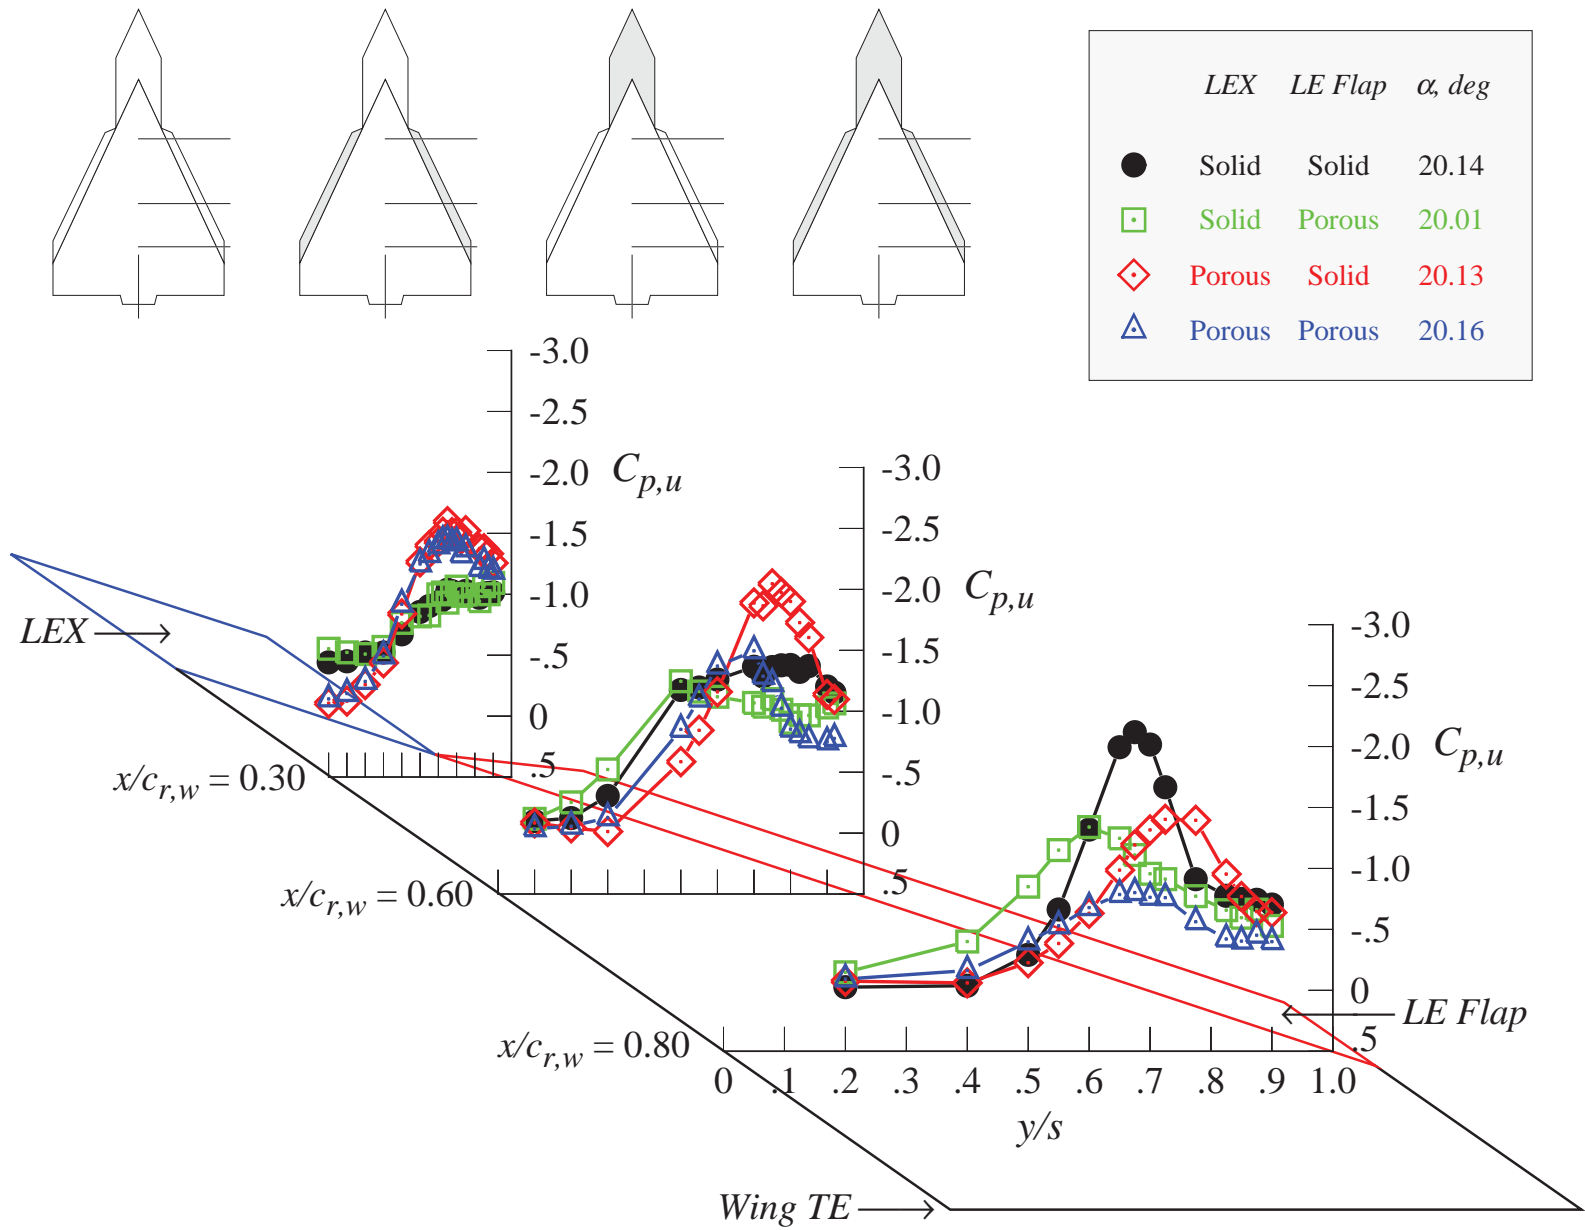 LEX LE Flap α, deg
Solid Solid 20.14
Solid Porous 20.01
Porous Solid 20.13
Porous Porous 20.16
-3.0
-2.5
-2.0
-1.5
-1.0
-.5
0
.5
Cp,u
LEX
x/cr,w = 0.30
-3.0
-2.5
-2.0
-1.5
-1.0
-.5
0
.5
Cp,u
x/cr,w = 0.60
-3.0
-2.5
-2.0
-1.5
-1.0
-.5
0
.5
Cp,u
LE Flap
x/cr,w = 0.80
0 .1 .2 .3 .4 .5 .6 .7 .8 .9 1.0
y/s
Wing TE